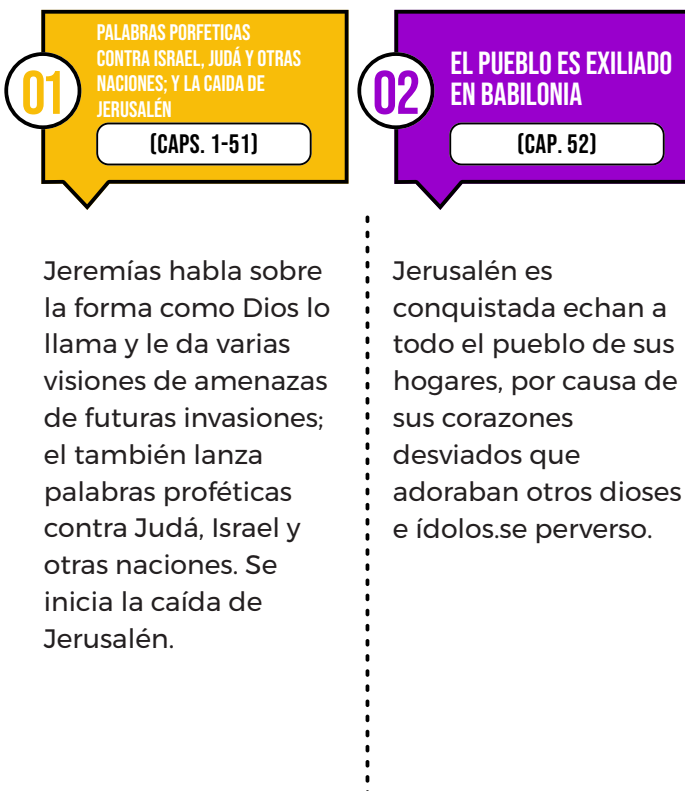 01
PALABRAS PORFETICAS
CONTRA ISRAEL, JUDÁ Y OTRAS
NACIONES; Y LA CAIDA DE
JERUSALÉN
(CAPS. 1-51)
Jeremías habla sobre
la forma como Dios lo
llama y le da varias
visiones de amenazas
de futuras invasiones;
el también lanza
palabras proféticas
contra Judá, Israel y
otras naciones. Se
inicia la caída de
Jerusalén.
02
EL PUEBLO ES EXILIADO
EN BABILONIA
(CAP. 52)
Jerusalén es
conquistada echan a
todo el pueblo de sus
hogares, por causa de
sus corazones
desviados que
adoraban otros dioses
e ídolos.se perverso.